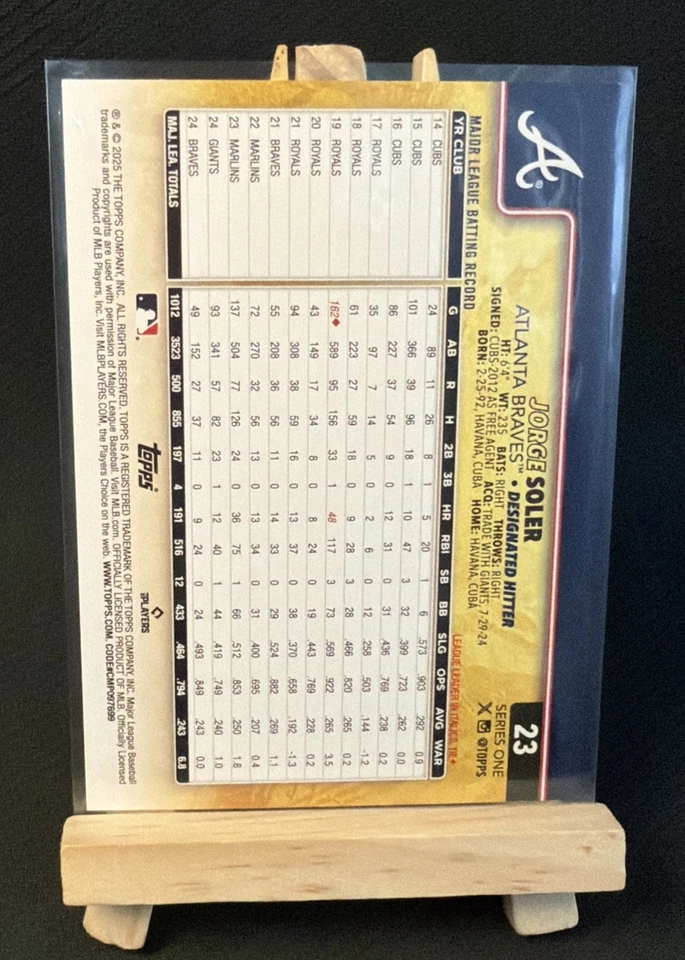 A®
23
JORGE SOLER
SERIES ONE
ATLANTA BRAVES™ • DESIGNATED HITTER
@TOPPS
HT: 6'4" WT: 235 BATS: RIGHT THROWS: RIGHT
SIGNED: CUBS-2012 AS FREE AGENT ACQ: TRADE WITH GIANTS, 7-29-24
BORN: 2-25-92, HAVANA, CUBA HOME: HAVANA, CUBA
MAJOR LEAGUE BATTING RECORD LEAGUE LEADER IN ITALICS, TIE ♦
YR CLUB G AB R H 2B 3B HR RBI SB BB SLG OPS AVG WAR
14 CUBS 24 89 11 26 8 1 5 20 1 6 .573 .903 .292 0.9
15 CUBS 101 366 39 96 18 1 10 47 3 32 .399 .723 .262 0.0
16 CUBS 86 227 37 54 9 0 12 31 0 31 .436 .769 .238 0.2
17 ROYALS 35 97 7 14 5 0 2 6 0 12 .258 .503 .144 -1.2
18 ROYALS 61 223 27 59 18 0 9 28 3 28 .466 .820 .265 0.2
19 ROYALS 162♦ 589 95 156 33 1 48 117 3 73 .569 .922 .265 3.5
20 ROYALS 43 149 17 34 8 0 8 24 0 19 .443 .769 .228 0.2
21 ROYALS 94 308 38 59 16 0 13 37 0 38 .370 .658 .192 -1.3
21 BRAVES 55 208 36 56 11 0 14 33 0 29 .524 .882 .269 1.1
22 MARLINS 72 270 32 56 13 0 13 34 0 31 .400 .695 .207 0.4
23 MARLINS 137 504 77 126 24 0 36 75 1 66 .512 .853 .250 1.8
24 GIANTS 93 341 57 82 23 1 12 40 1 44 .419 .749 .240 1.0
24 BRAVES 49 152 27 37 11 0 9 24 0 24 .493 .849 .243 0.0
MAJ. LEA. TOTALS 1012 3523 500 855 197 4 191 516 12 433 .464 .794 .243 6.8
topps® PLAYERS
® & © 2025 THE TOPPS COMPANY, INC. ALL RIGHTS RESERVED. TOPPS IS A REGISTERED TRADEMARK OF THE TOPPS COMPANY, INC. Major League Baseball
trademarks and copyrights are used with permission of Major League Baseball. Visit MLB.com. OFFICIALLY LICENSED PRODUCT OF MLB. Officially Licensed
Product of MLB Players, Inc. Visit MLBPLAYERS.COM, the Players Choice on the web. WWW.TOPPS.COM. CODE#CMP097699